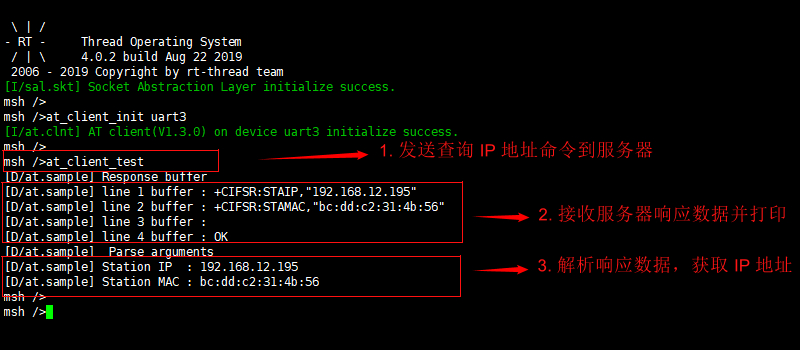 \ | /
- RT -     Thread Operating System
/ | \     4.0.2 build Aug 22 2019
2006 - 2019 Copyright by rt-thread team
[I/sal.skt] Socket Abstraction Layer initialize success.
msh />
msh />at_client_init uart3
[I/at.clnt] AT client(V1.3.0) on device uart3 initialize success.
msh />
msh />at_client_test
1. 发送查询 IP 地址命令到服务器
[D/at.sample] Response buffer
[D/at.sample] line 1 buffer : +CIFSR:STAIP,"192.168.12.195"
[D/at.sample] line 2 buffer : +CIFSR:STAMAC,"bc:dd:c2:31:4b:56"
[D/at.sample] line 3 buffer :
[D/at.sample] line 4 buffer : OK
2. 接收服务器响应数据并打印
[D/at.sample]  Parse arguments
[D/at.sample] Station IP  : 192.168.12.195
[D/at.sample] Station MAC : bc:dd:c2:31:4b:56
3. 解析响应数据，获取 IP 地址
msh />
msh />